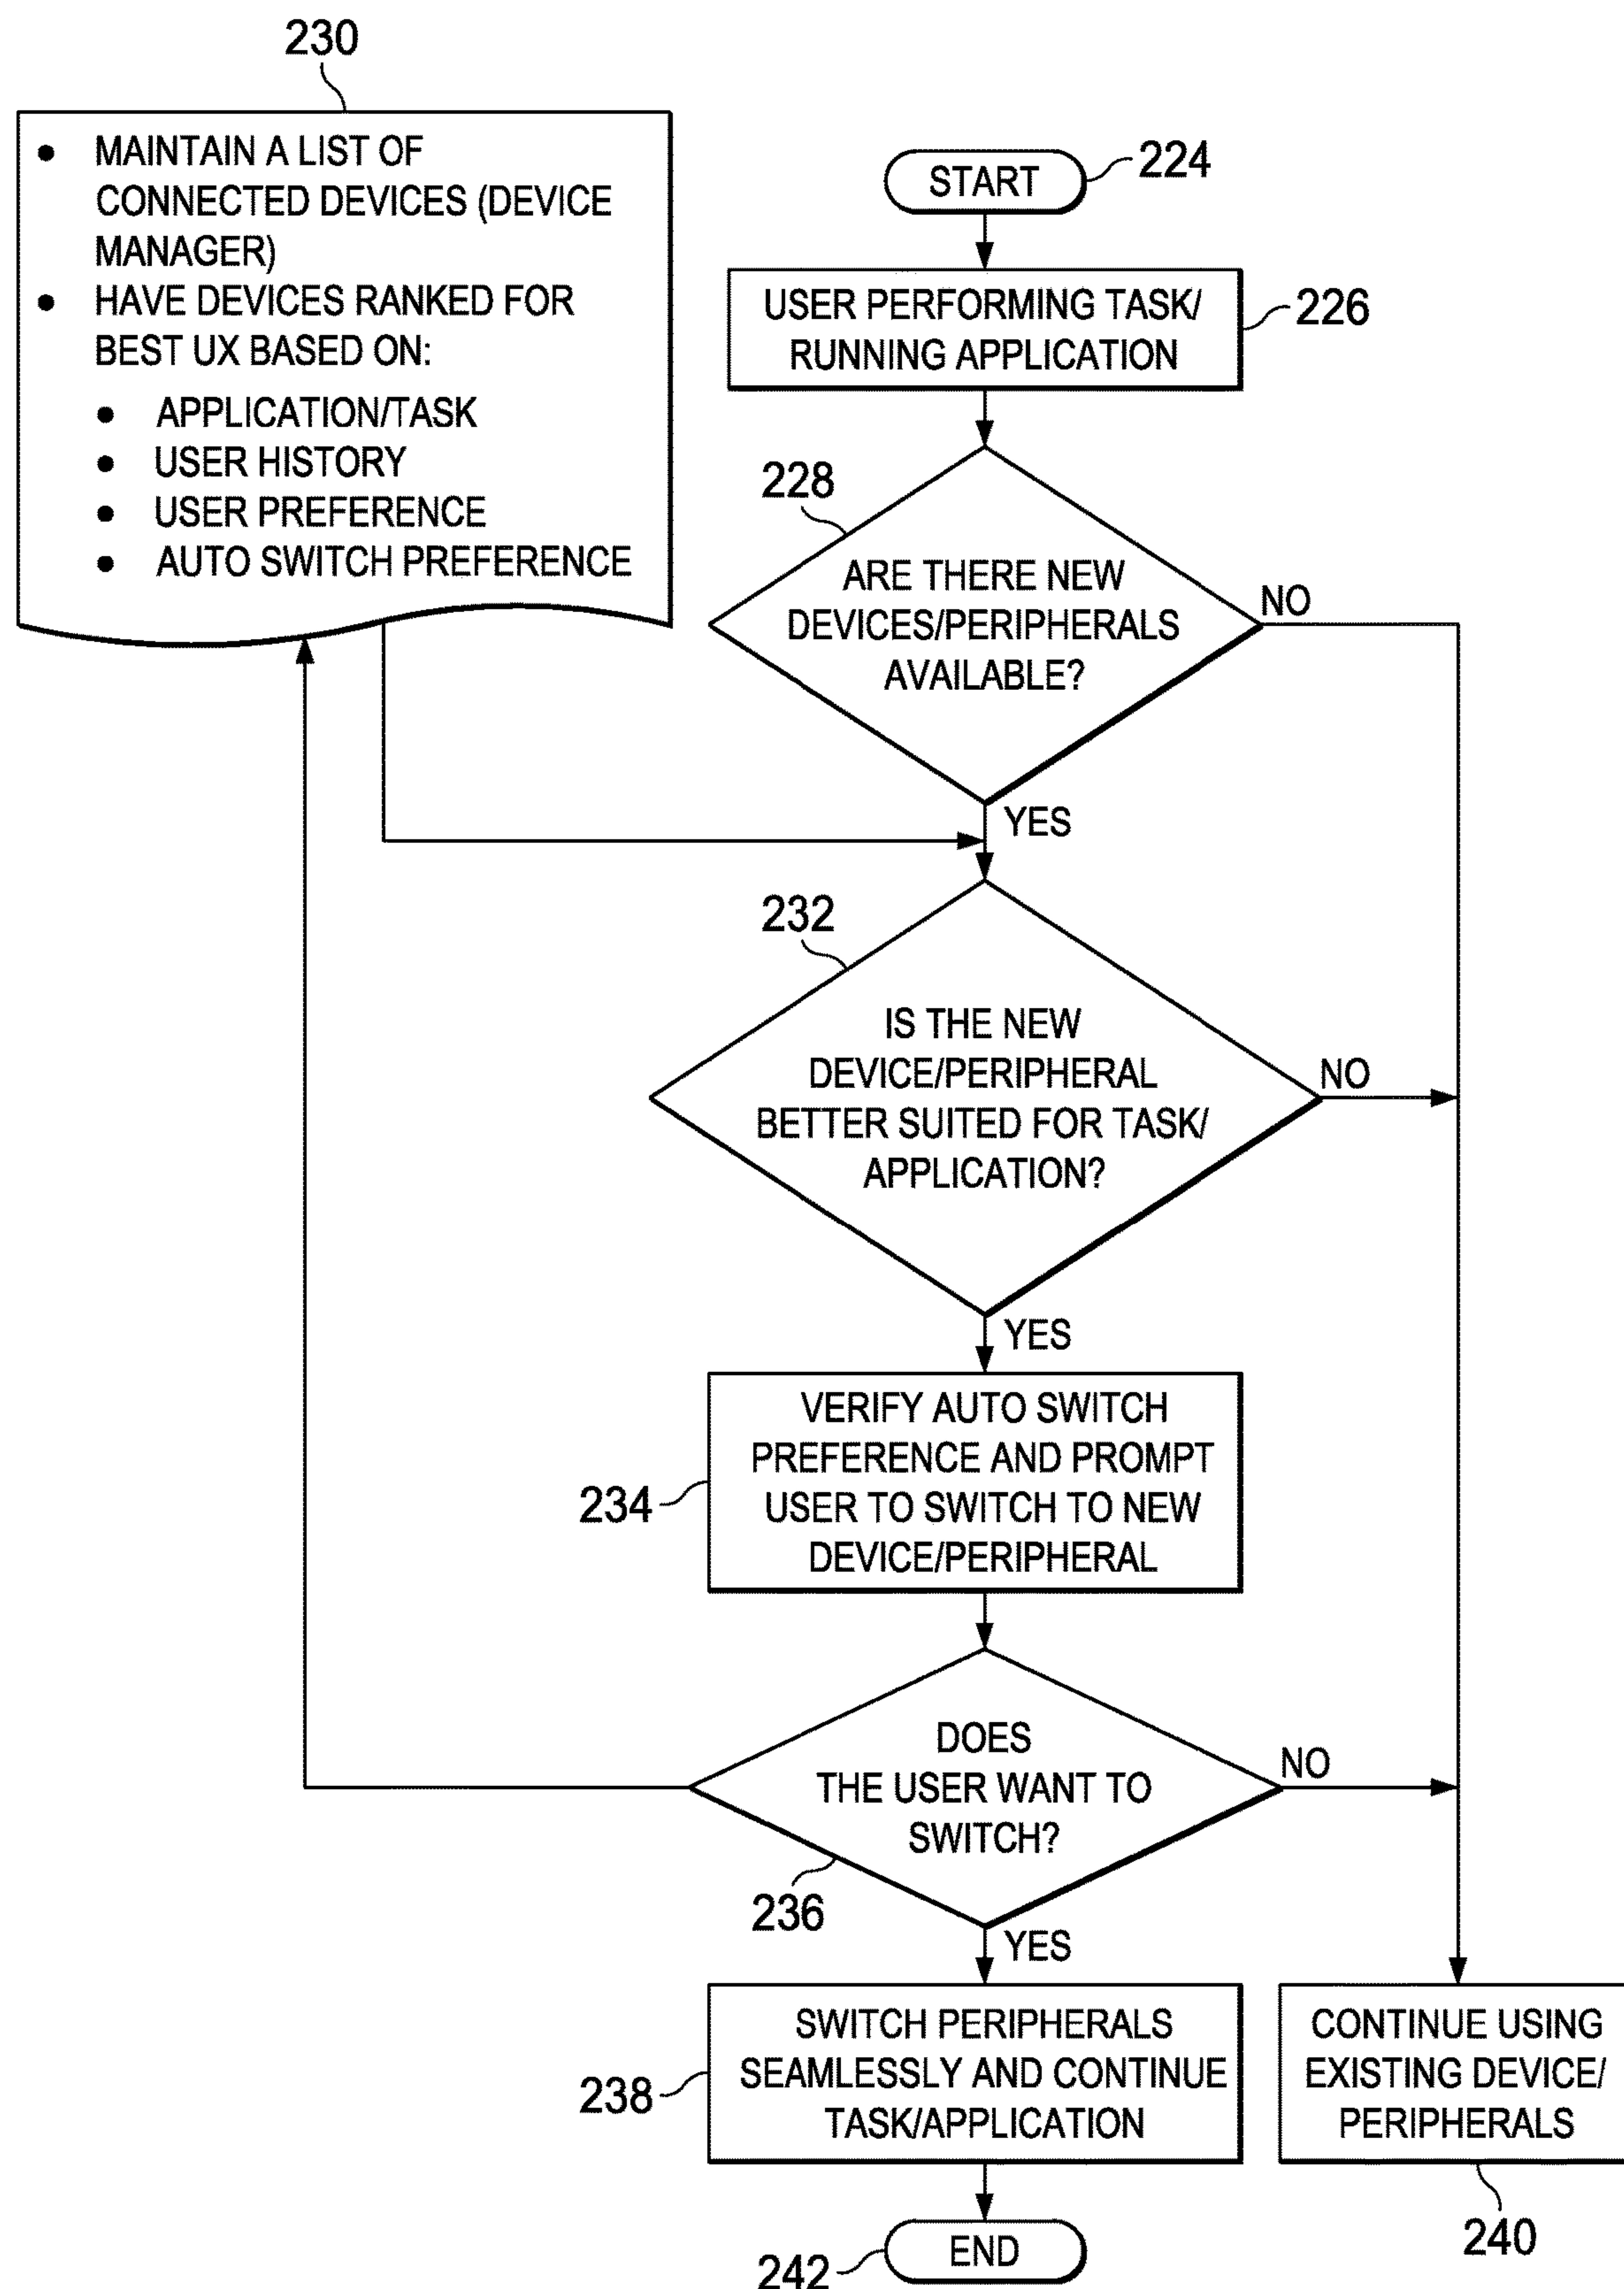 230
• MAINTAIN A LIST OF
CONNECTED DEVICES (DEVICE
MANAGER)
• HAVE DEVICES RANKED FOR
BEST UX BASED ON:
• APPLICATION/TASK
• USER HISTORY
• USER PREFERENCE
• AUTO SWITCH PREFERENCE
START
224
USER PERFORMING TASK/
RUNNING APPLICATION
226
228
ARE THERE NEW
DEVICES/PERIPHERALS
AVAILABLE?
NO
YES
232
IS THE NEW
DEVICE/PERIPHERAL
BETTER SUITED FOR TASK/
APPLICATION?
NO
YES
VERIFY AUTO SWITCH
PREFERENCE AND PROMPT
USER TO SWITCH TO NEW
DEVICE/PERIPHERAL
234
DOES
THE USER WANT TO
SWITCH?
NO
236
YES
SWITCH PERIPHERALS
SEAMLESSLY AND CONTINUE
TASK/APPLICATION
238
CONTINUE USING
EXISTING DEVICE/
PERIPHERALS
240
END
242